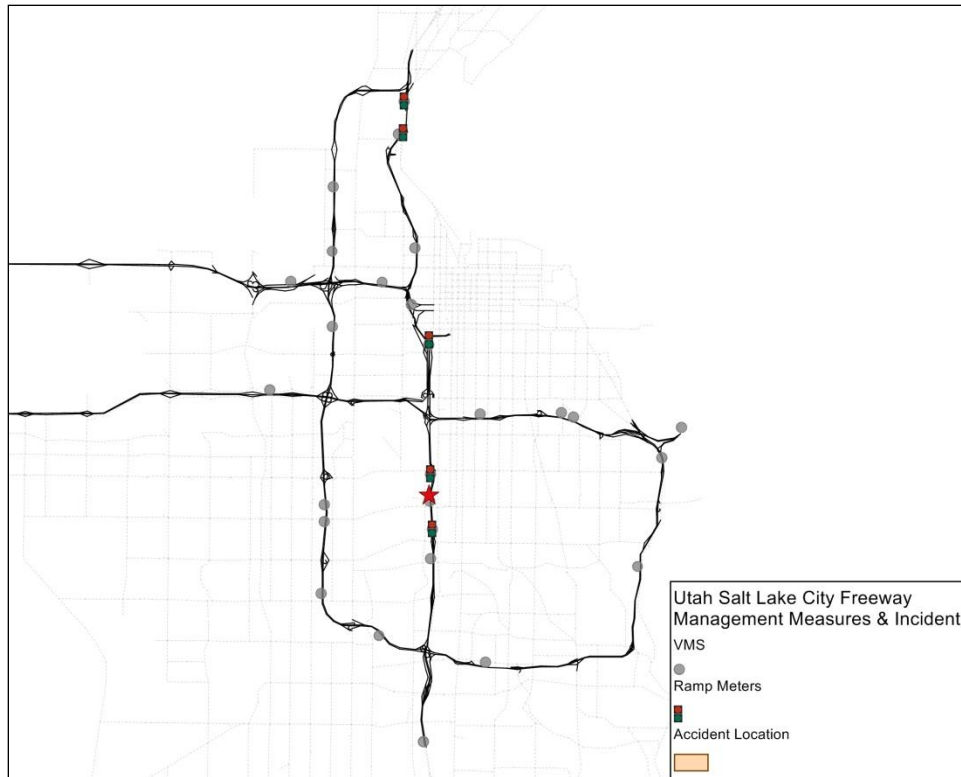 Utah Salt Lake City Freeway
Management Measures & Incident
VMS
Ramp Meters
Accident Location